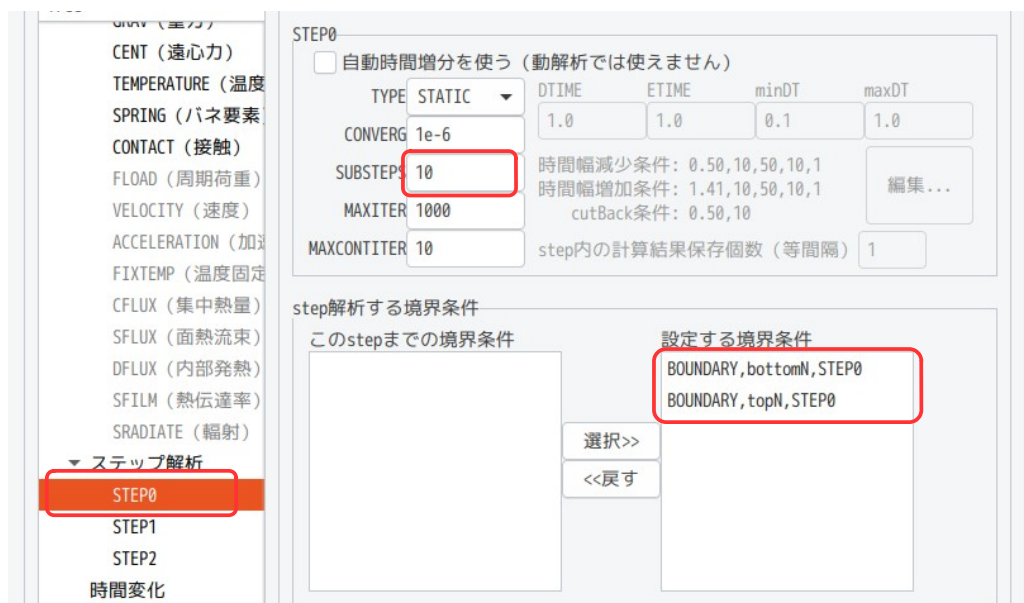 GRAV (重力)
CENT (遠心力)
TEMPERATURE (温度
SPRING (バネ要素
CONTACT (接触)
FLOAD (周期荷重)
VELOCITY (速度)
ACCELERATION (加速
FIXTEMP (温度固定
CFLUX (集中熱量)
SFLUX (面熱流束)
DFLUX (内部発熱)
SFILM (熱伝達率)
SRADIATE (輻射)
ステップ解析
STEP0
STEP1
STEP2
時間変化
STEP0
自動時間増分を使う (動解析では使えません)
TYPE STATIC
CONVERG 1e-6
SUBSTEPS 10
MAXITER 1000
MAXCONTITER 10
DTIME ETIME minDT maxDT
1.0 1.0 0.1 1.0
時間幅減少条件: 0.50,10,50,10,1
時間幅増加条件: 1.41,10,50,10,1
cutBack条件: 0.50,10
編集...
step内の計算結果保存個数 (等間隔) 1
step解析する境界条件
このstepまでの境界条件
選択>>
<<戻す
設定する境界条件
BOUNDARY,bottomN,STEP0
BOUNDARY,topN,STEP0